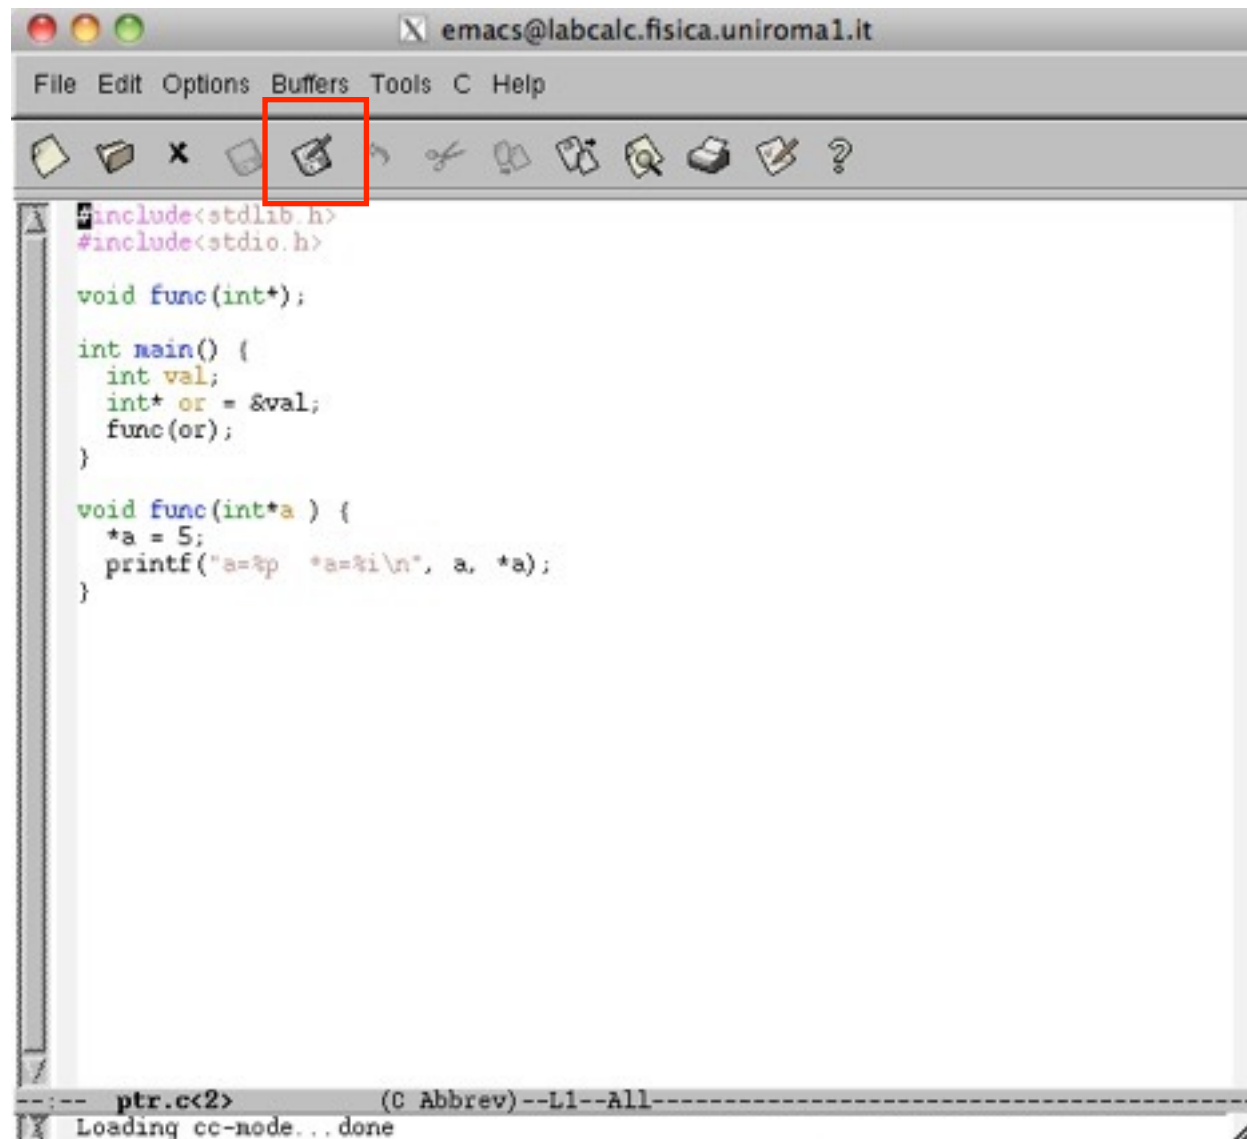 emacs@labcalc.fisica.uniroma1.it
File Edit Options Buffers Tools C Help
#include<stdlib.h>
#include<stdio.h>
void func(int*);
int main() {
int val;
int* or = &val;
func(or);
}
void func(int*a ) {
*a = 5;
printf("a=%p  *a=%i\n", a, *a);
}
--:-- ptr.c<2> (C Abbrev)--L1--All--------------------------------------------------
Loading cc-mode...done